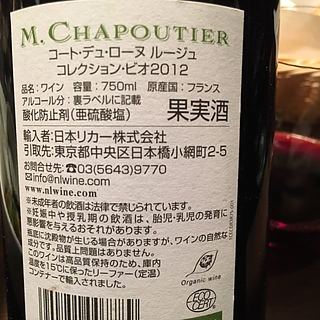 M. CHAPOUTIER
コート・デュ・ローヌ ルージュ
コレクション・ビオ2012
品名：ワイン 容量：750ml 原産国：フランス
アルコール分：裏ラベルに記載
酸化防止剤（亜硫酸塩） 果実酒
輸入者：日本リカー株式会社
引取先：東京都中央区日本橋小網町2-5
お問合せ先：☎03(5643)9770
✉info@nlwine.com
www.nlwine.com
※未成年者の飲酒は法律で禁じられています。
※妊娠中や授乳期の飲酒は、胎児・乳児の発育に
悪影響を与えるおそれがあります。
瓶底に沈殿物が生じる場合がありますが、ワインの自然な
成分です。品質上問題はありません。
このワインは高品質保持のため、庫内
温度を15℃に保ったリーファー（定温）
コンテナーで輸入されました。
Organic wine
ECO
CERT